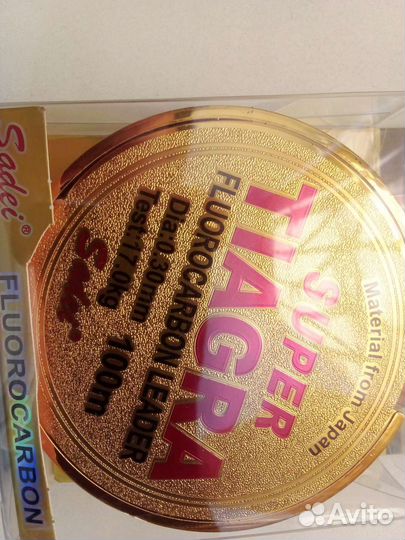 Sadei®
FLUOROCARBON
Material from Japan
SUPER
TIAGRA
FLUOROCARBON LEADER
Dia:0.30mm
Test:17.0kg
100m
Sadei
Avito